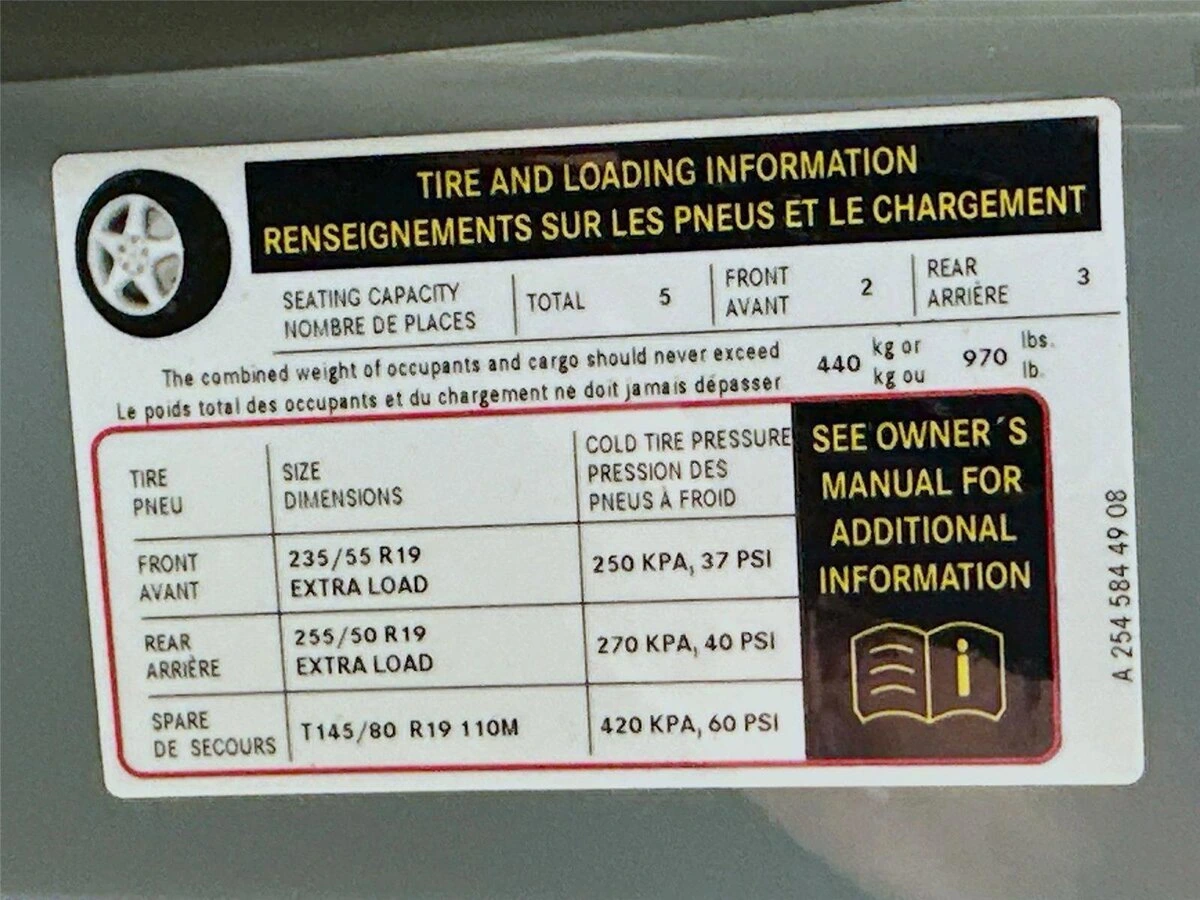 TIRE AND LOADING INFORMATION
RENSEIGNEMENTS SUR LES PNEUS ET LE CHARGEMENT
SEATING CAPACITY
NOMBRE DE PLACES
TOTAL 5
FRONT
AVANT
2
REAR
ARRIÈRE
3
The combined weight of occupants and cargo should never exceed
Le poids total des occupants et du chargement ne doit jamais dépasser
440
kg or
kg ou
970
lbs.
lb.
TIRE
PNEU
SIZE
DIMENSIONS
COLD TIRE PRESSURE
PRESSION DES
PNEUS À FROID
FRONT
AVANT
235/55 R19
EXTRA LOAD
250 KPA, 37 PSI
REAR
ARRIÈRE
255/50 R19
EXTRA LOAD
270 KPA, 40 PSI
SPARE
DE SECOURS
T145/80 R19 110M
420 KPA, 60 PSI
SEE OWNER´S
MANUAL FOR
ADDITIONAL
INFORMATION
i
A 254 584 49 08